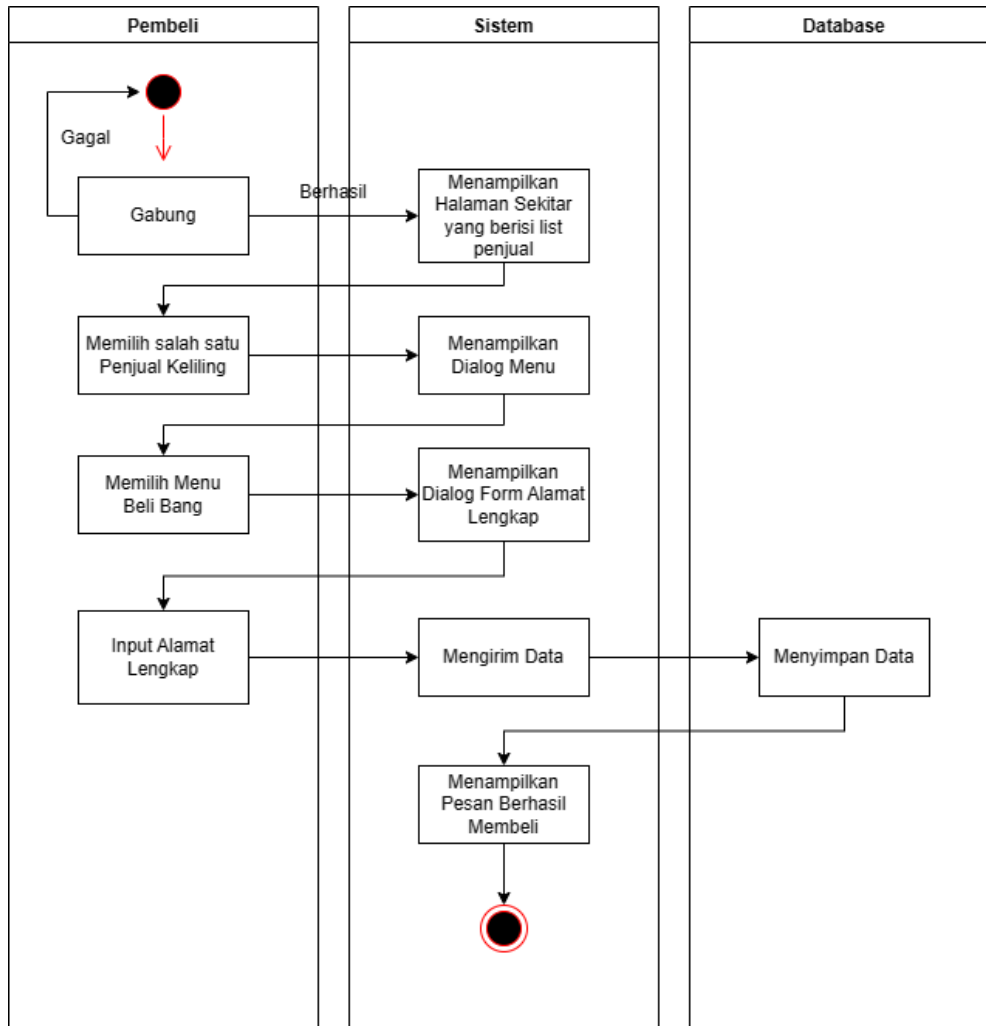 Pembeli
Sistem
Database
Gagal
Gabung
Berhasil
Menampilkan
Halaman Sekitar
yang berisi list
penjual
Memilih salah satu
Penjual Keliling
Menampilkan
Dialog Menu
Memilih Menu
Beli Bang
Menampilkan
Dialog Form Alamat
Lengkap
Input Alamat
Lengkap
Mengirim Data
Menyimpan Data
Menampilkan
Pesan Berhasil
Membeli